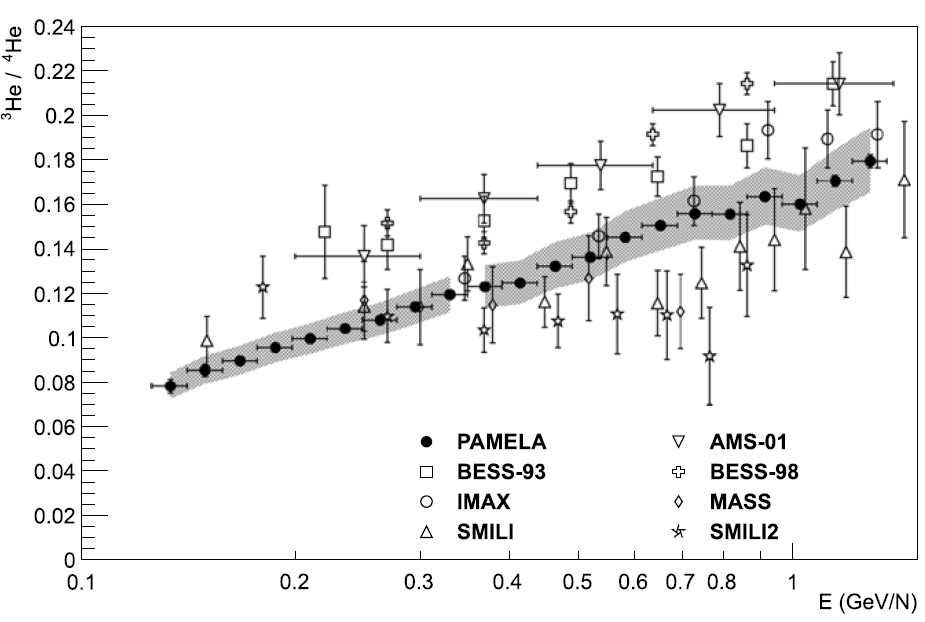 ³He / ⁴He
0.24
0.22
0.2
0.18
0.16
0.14
0.12
0.1
0.08
0.06
0.04
0.02
0
PAMELA AMS-01
BESS-93 BESS-98
IMAX MASS
SMILI SMILI2
0.1 0.2 0.3 0.4 0.5 0.6 0.7 0.8 1
E (GeV/N)